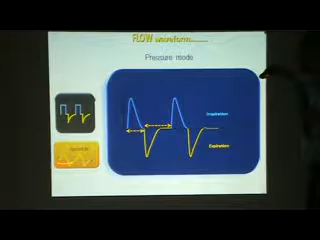 FLOW waveform..........
Pressure mode
Inspiration
Expiration